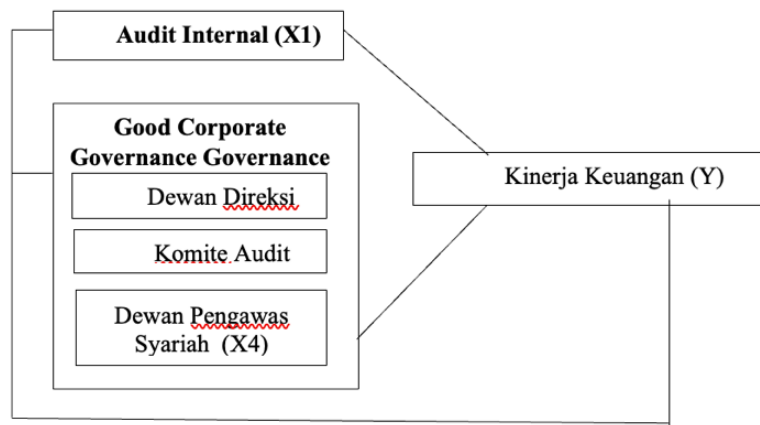 Audit Internal (X1)
Good Corporate
Governance Governance
Dewan Direksi
Komite Audit
Dewan Pengawas
Syariah (X4)
Kinerja Keuangan (Y)